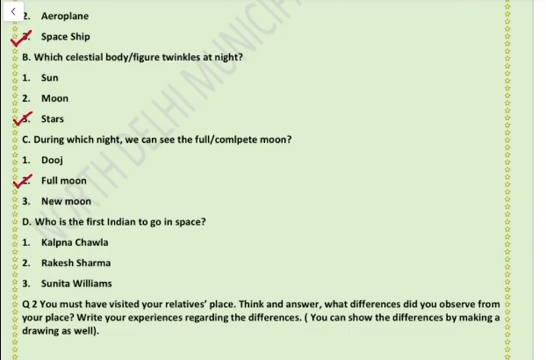 2. Aeroplane
3. Space Ship
B. Which celestial body/figure twinkles at night?
1. Sun
2. Moon
3. Stars
C. During which night, we can see the full/comlpete moon?
1. Dooj
2. Full moon
3. New moon
D. Who is the first Indian to go in space?
1. Kalpna Chawla
2. Rakesh Sharma
3. Sunita Williams
Q 2 You must have visited your relatives' place. Think and answer, what differences did you observe from
your place? Write your experiences regarding the differences. ( You can show the differences by making a
drawing as well).
NORTH DELHI MUNICIPA